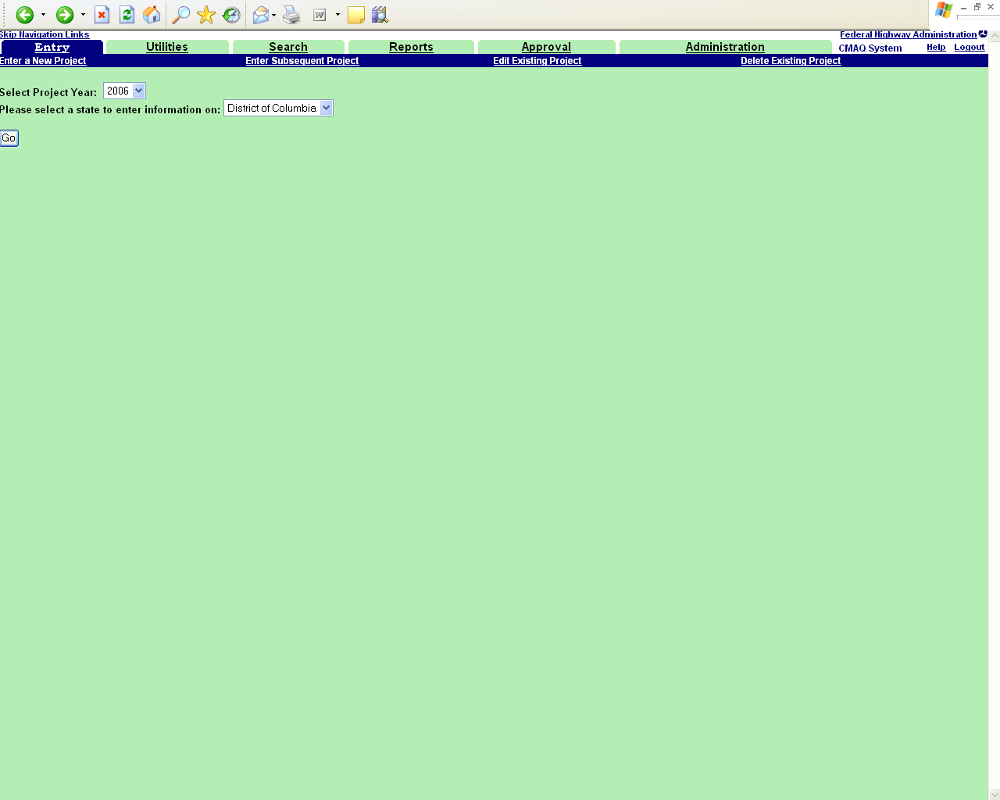 Skip Navigation Links
Federal Highway Administration
Entry Utilities Search Reports Approval Administration
CMAQ System Help Logout
Enter a New Project Enter Subsequent Project Edit Existing Project Delete Existing Project
Select Project Year: 2006
Please select a state to enter information on: District of Columbia
Go